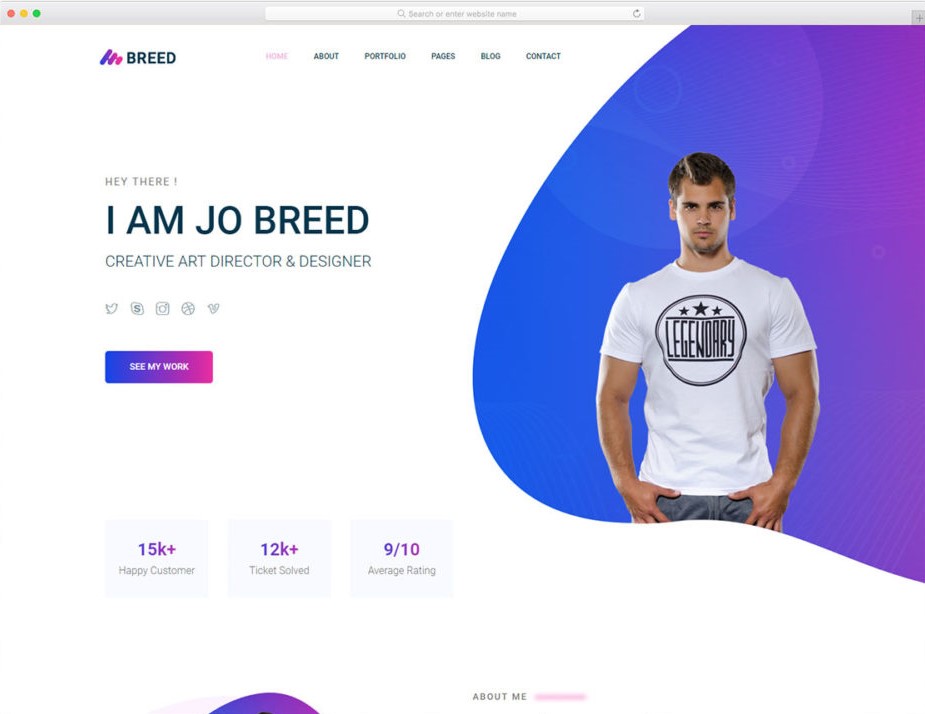 Search or enter website name
BREED
HOME ABOUT PORTFOLIO PAGES BLOG CONTACT
HEY THERE !
I AM JO BREED
CREATIVE ART DIRECTOR & DESIGNER
SEE MY WORK
LEGENDARY
15k+ 12k+ 9/10
Happy Customer Ticket Solved Average Rating
ABOUT ME